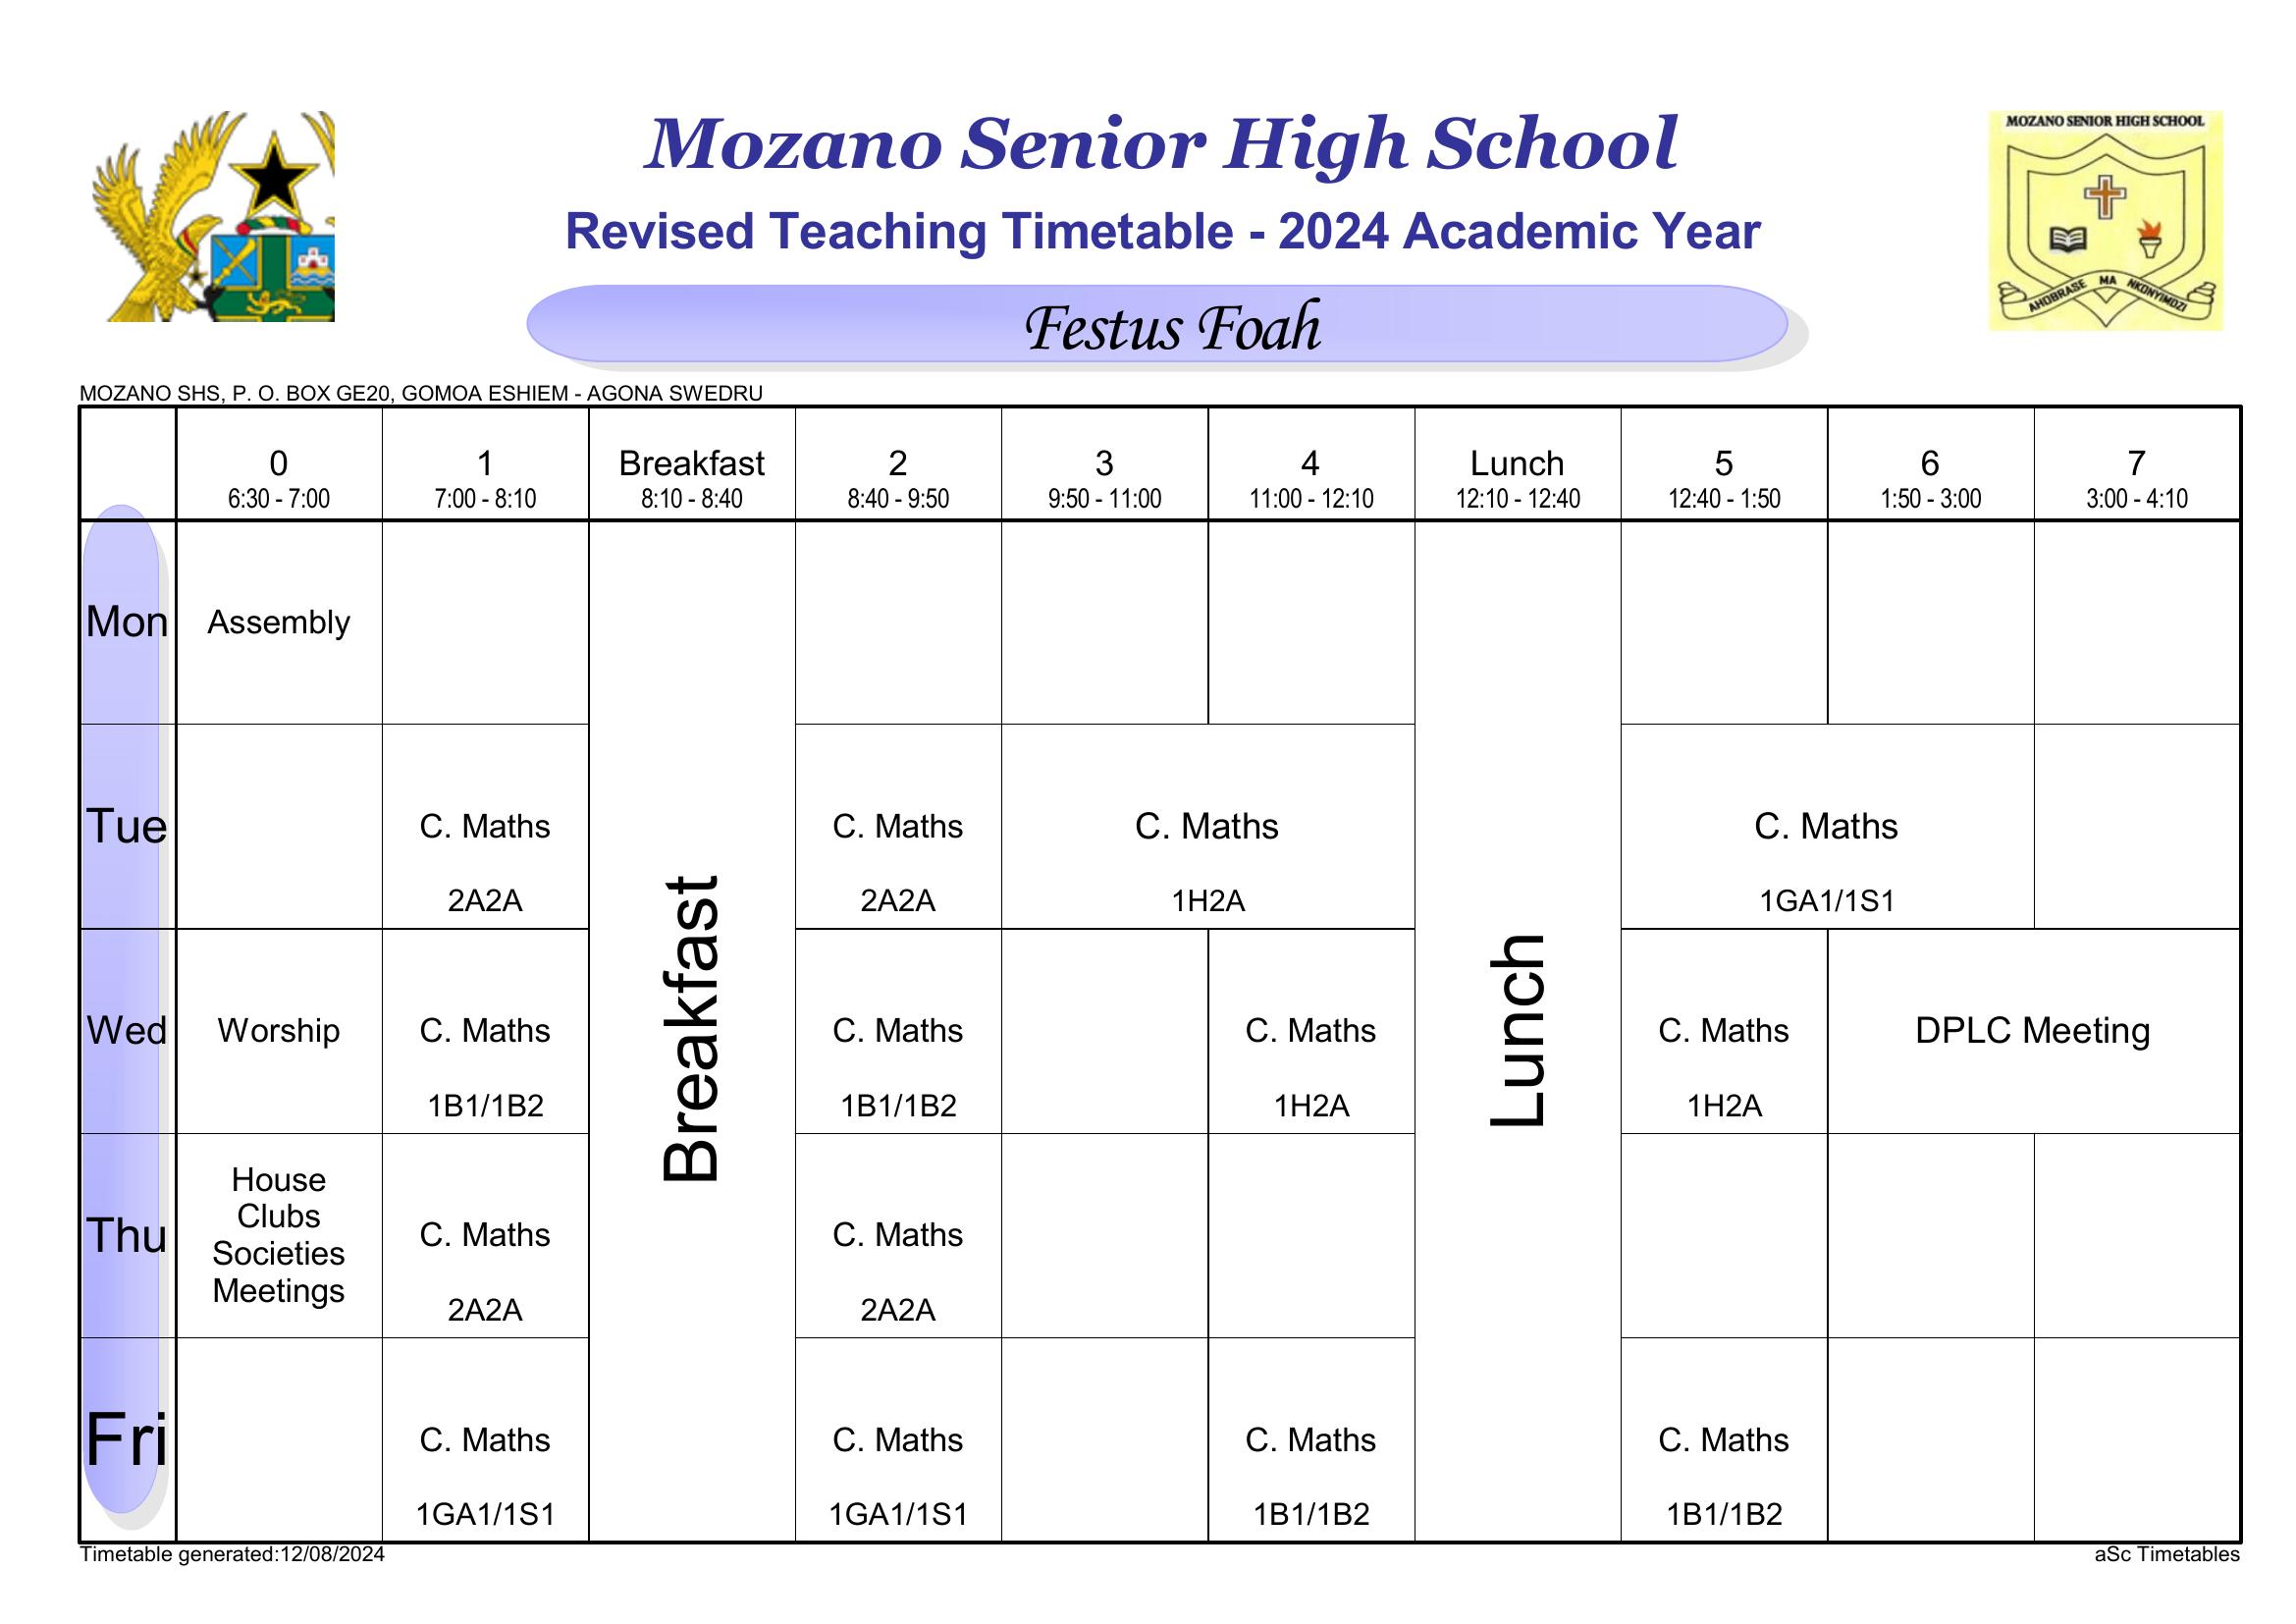 MOZANO SENIOR HIGH SCHOOL
AHOBRASE MA NKONYIMDZI
Mozano Senior High School
Revised Teaching Timetable - 2024 Academic Year
Festus Foah
MOZANO SHS, P. O. BOX GE20, GOMOA ESHIEM - AGONA SWEDRU
0 1 Breakfast 2 3 4 Lunch 5 6 7
6:30 - 7:00 7:00 - 8:10 8:10 - 8:40 8:40 - 9:50 9:50 - 11:00 11:00 - 12:10 12:10 - 12:40 12:40 - 1:50 1:50 - 3:00 3:00 - 4:10
Breakfast
Lunch
Mon Assembly
Tue C. Maths C. Maths C. Maths C. Maths
2A2A 2A2A 1H2A 1GA1/1S1
Wed Worship C. Maths C. Maths C. Maths C. Maths DPLC Meeting
1B1/1B2 1B1/1B2 1H2A 1H2A
House
Clubs
Thu Societies C. Maths C. Maths
Meetings 2A2A 2A2A
Fri C. Maths C. Maths C. Maths C. Maths
1GA1/1S1 1GA1/1S1 1B1/1B2 1B1/1B2
Timetable generated:12/08/2024 aSc Timetables